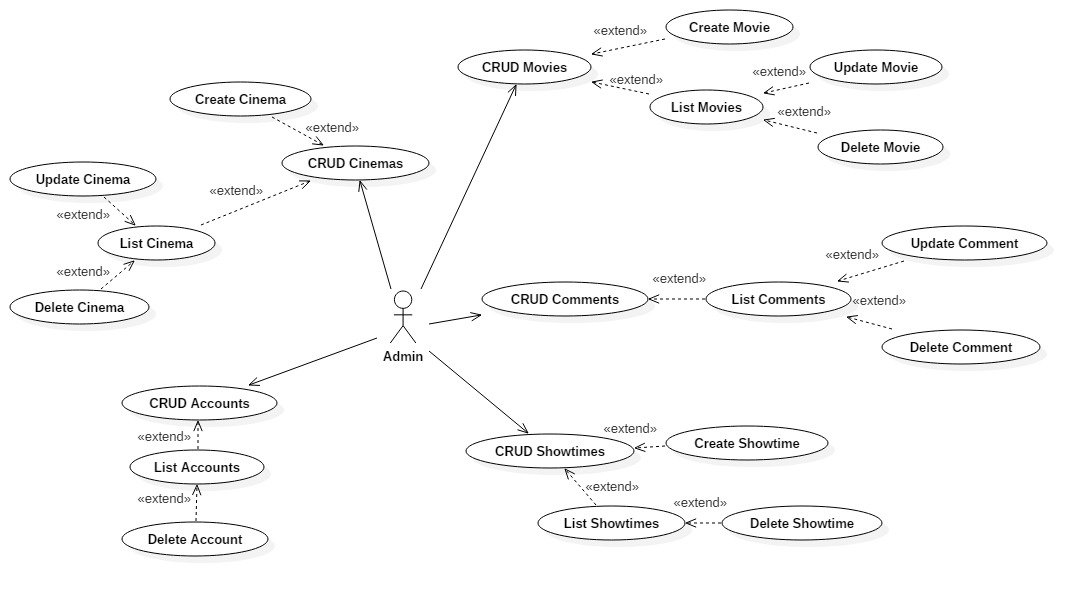 Create Movie
«extend»
CRUD Movies
Update Movie
«extend»
«extend»
List Movies
«extend»
Delete Movie
Create Cinema
«extend»
CRUD Cinemas
Update Cinema
«extend»
«extend»
List Cinema
«extend»
Delete Cinema
Update Comment
«extend»
«extend»
CRUD Comments
List Comments
«extend»
Delete Comment
Admin
CRUD Accounts
«extend»
List Accounts
«extend»
Delete Account
«extend»
Create Showtime
CRUD Showtimes
«extend»
«extend»
List Showtimes
Delete Showtime